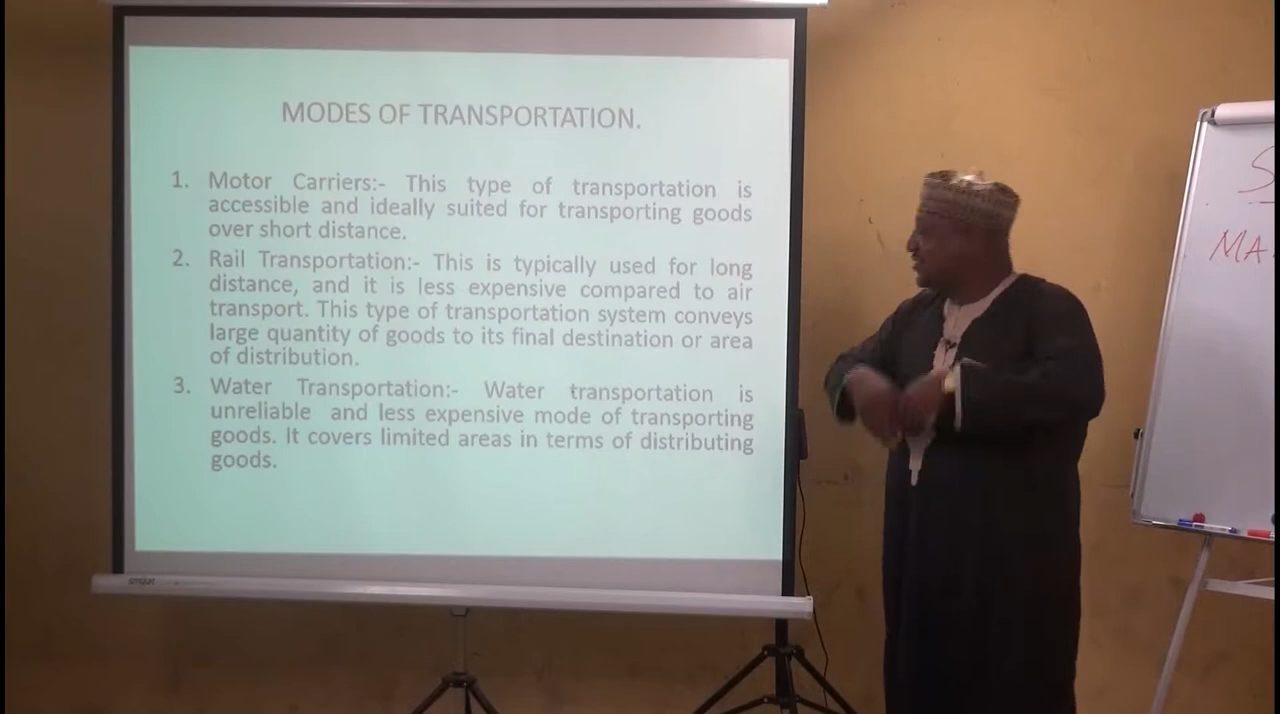 MODES OF TRANSPORTATION.
1. Motor Carriers:- This type of transportation is
accessible and ideally suited for transporting goods
over short distance.
2. Rail Transportation:- This is typically used for long
distance, and it is less expensive compared to air
transport. This type of transportation system conveys
large quantity of goods to its final destination or area
of distribution.
3. Water Transportation:- Water transportation is
unreliable and less expensive mode of transporting
goods. It covers limited areas in terms of distributing
goods.
S
MA